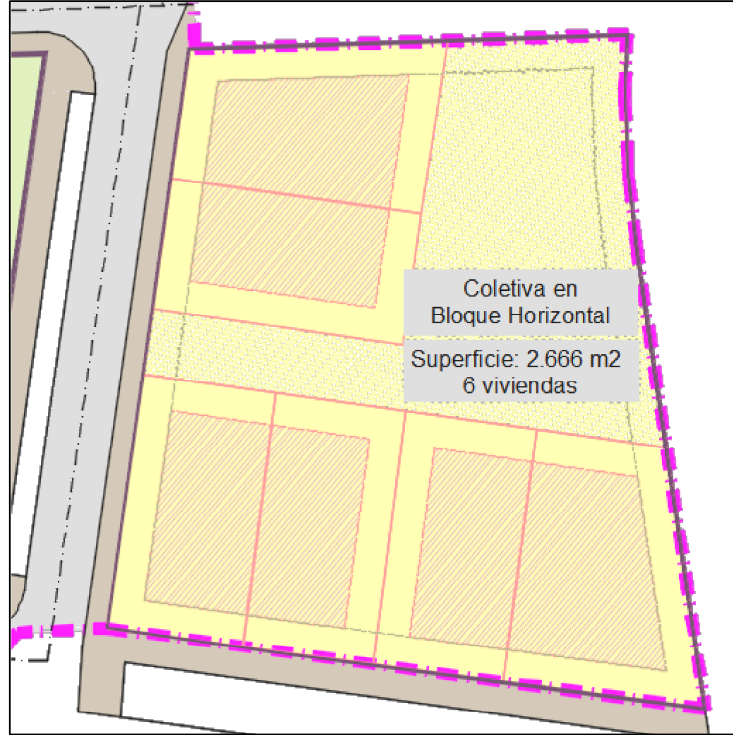 Coletiva en
Bloque Horizontal
Superficie: 2.666 m2
6 viviendas